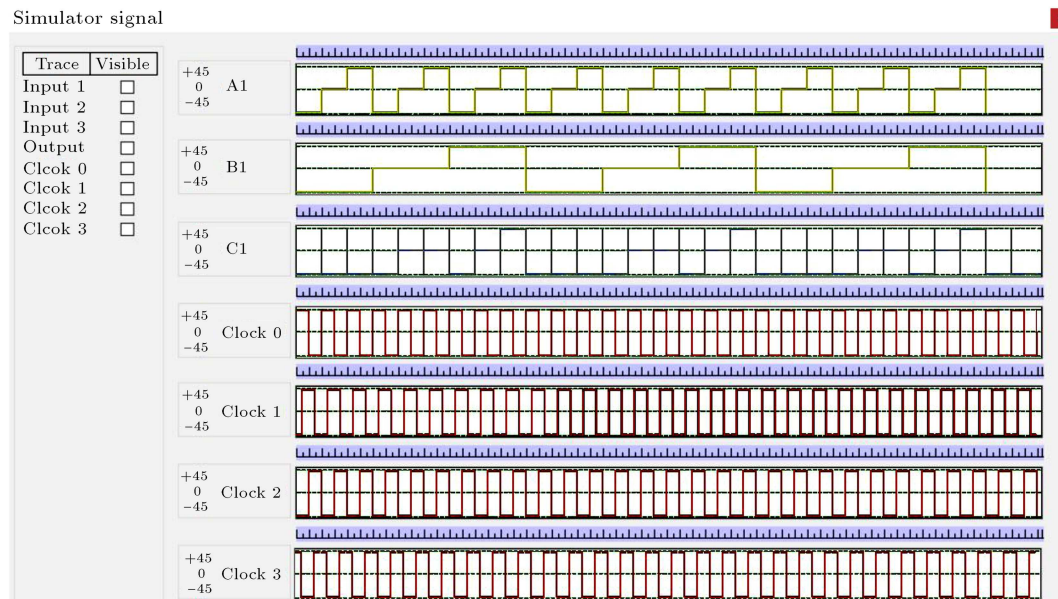 Simulator signal
Trace Visible
Input 1
Input 2
Input 3
Output
Clcok 0
Clcok 1
Clcok 2
Clcok 3
+45
0
−45
A1
+45
0
−45
B1
+45
0
−45
C1
+45
0
−45
Clock 0
+45
0
−45
Clock 1
+45
0
−45
Clock 2
+45
0
−45
Clock 3